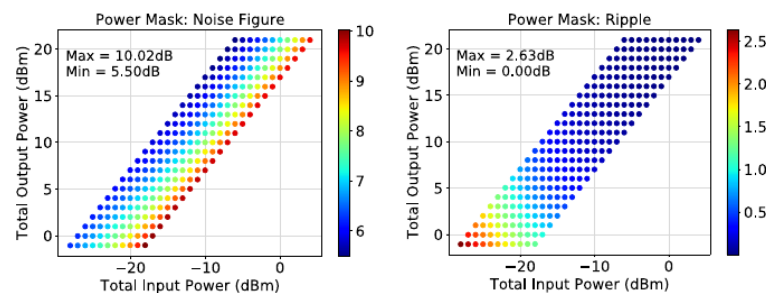 Power Mask: Noise Figure
Max = 10.02dB
Min = 5.50dB
Total Output Power (dBm)
20
15
10
5
0
−20
−10
0
Total Input Power (dBm)
10
9
8
7
6
Power Mask: Ripple
Max = 2.63dB
Min = 0.00dB
Total Output Power (dBm)
20
15
10
5
0
−20
−10
0
Total Input Power (dBm)
2.5
2.0
1.5
1.0
0.5